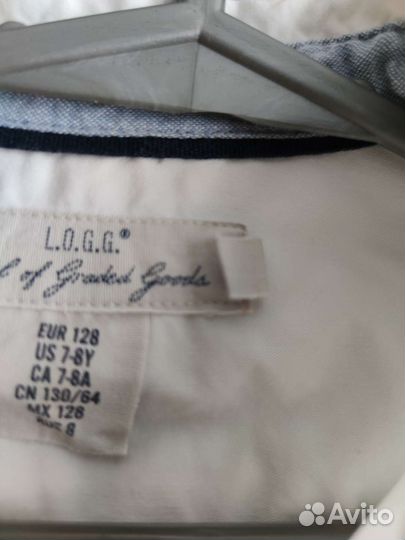 L.O.G.G.®
of Graded Goods
EUR 128
US 7-8Y
CA 7-8A
CN 130/64
MX 128
8
Avito